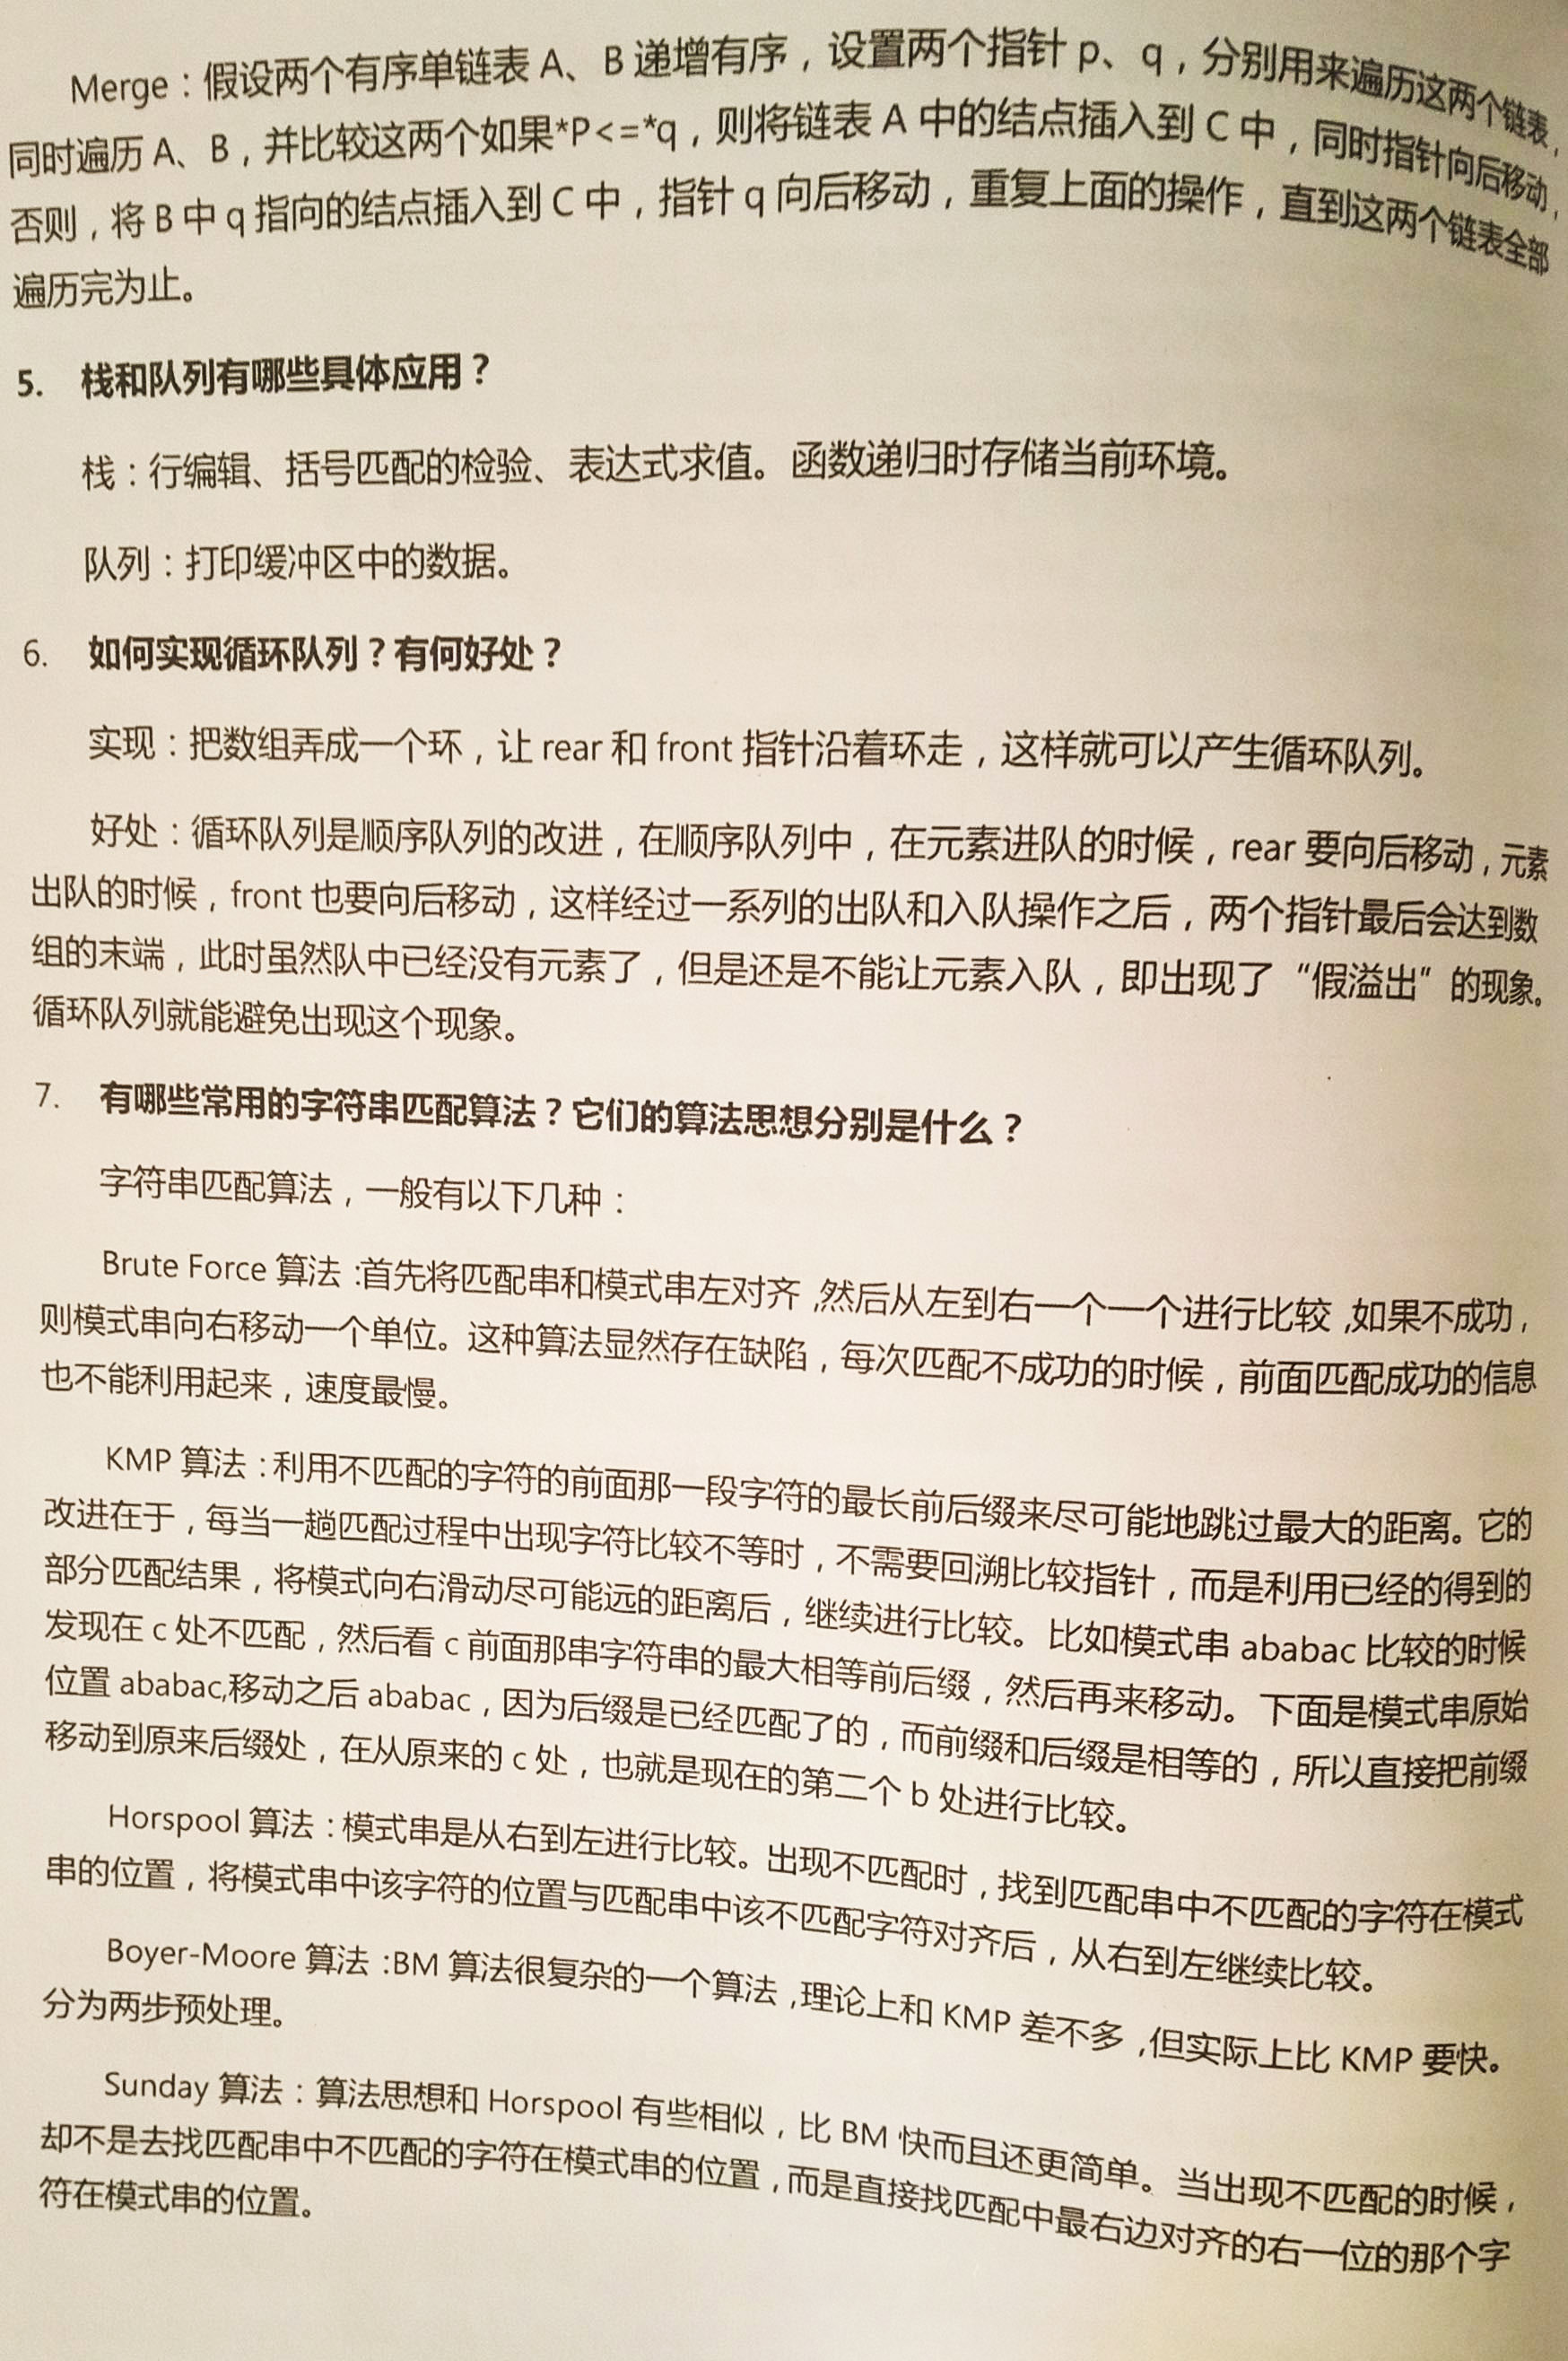 Merge：假设两个有序单链表 A、B 递增有序，设置两个指针 p、q，分别用来遍历这两个链表，
同时遍历 A、B，并比较这两个如果*P<=*q，则将链表 A 中的结点插入到 C 中，同时指针向后移动，
否则，将 B 中 q 指向的结点插入到 C 中，指针 q 向后移动，重复上面的操作，直到这两个链表全部
遍历完为止。
5. 栈和队列有哪些具体应用？
栈：行编辑、括号匹配的检验、表达式求值。函数递归时存储当前环境。
队列：打印缓冲区中的数据。
6. 如何实现循环队列？有何好处？
实现：把数组弄成一个环，让 rear 和 front 指针沿着环走，这样就可以产生循环队列。
好处：循环队列是顺序队列的改进，在顺序队列中，在元素进队的时候，rear 要向后移动，元素
出队的时候，front 也要向后移动，这样经过一系列的出队和入队操作之后，两个指针最后会达到数
组的末端，此时虽然队中已经没有元素了，但是还是不能让元素入队，即出现了“假溢出”的现象。
循环队列就能避免出现这个现象。
7. 有哪些常用的字符串匹配算法？它们的算法思想分别是什么？
字符串匹配算法，一般有以下几种：
Brute Force 算法：首先将匹配串和模式串左对齐，然后从左到右一个一个进行比较，如果不成功，
则模式串向右移动一个单位。这种算法显然存在缺陷，每次匹配不成功的时候，前面匹配成功的信息
也不能利用起来，速度最慢。
KMP 算法：利用不匹配的字符的前面那一段字符的最长前后缀来尽可能地跳过最大的距离。它的
改进在于，每当一趟匹配过程中出现字符比较不等时，不需要回溯比较指针，而是利用已经的得到的
部分匹配结果，将模式向右滑动尽可能远的距离后，继续进行比较。比如模式串 ababac 比较的时候
发现在 c 处不匹配，然后看 c 前面那串字符串的最大相等前后缀，然后再来移动。下面是模式串原始
位置 ababac,移动之后 ababac，因为后缀是已经匹配了的，而前缀和后缀是相等的，所以直接把前缀
移动到原来后缀处，在从原来的 c 处，也就是现在的第二个 b 处进行比较。
Horspool 算法：模式串是从右到左进行比较。出现不匹配时，找到匹配串中不匹配的字符在模式
串的位置，将模式串中该字符的位置与匹配串中该不匹配字符对齐后，从右到左继续比较。
Boyer-Moore 算法：BM 算法很复杂的一个算法，理论上和 KMP 差不多，但实际上比 KMP 要快。
分为两步预处理。
Sunday 算法：算法思想和 Horspool 有些相似，比 BM 快而且还更简单。当出现不匹配的时候，
却不是去找匹配串中不匹配的字符在模式串的位置，而是直接找匹配中最右边对齐的右一位的那个字
符在模式串的位置。